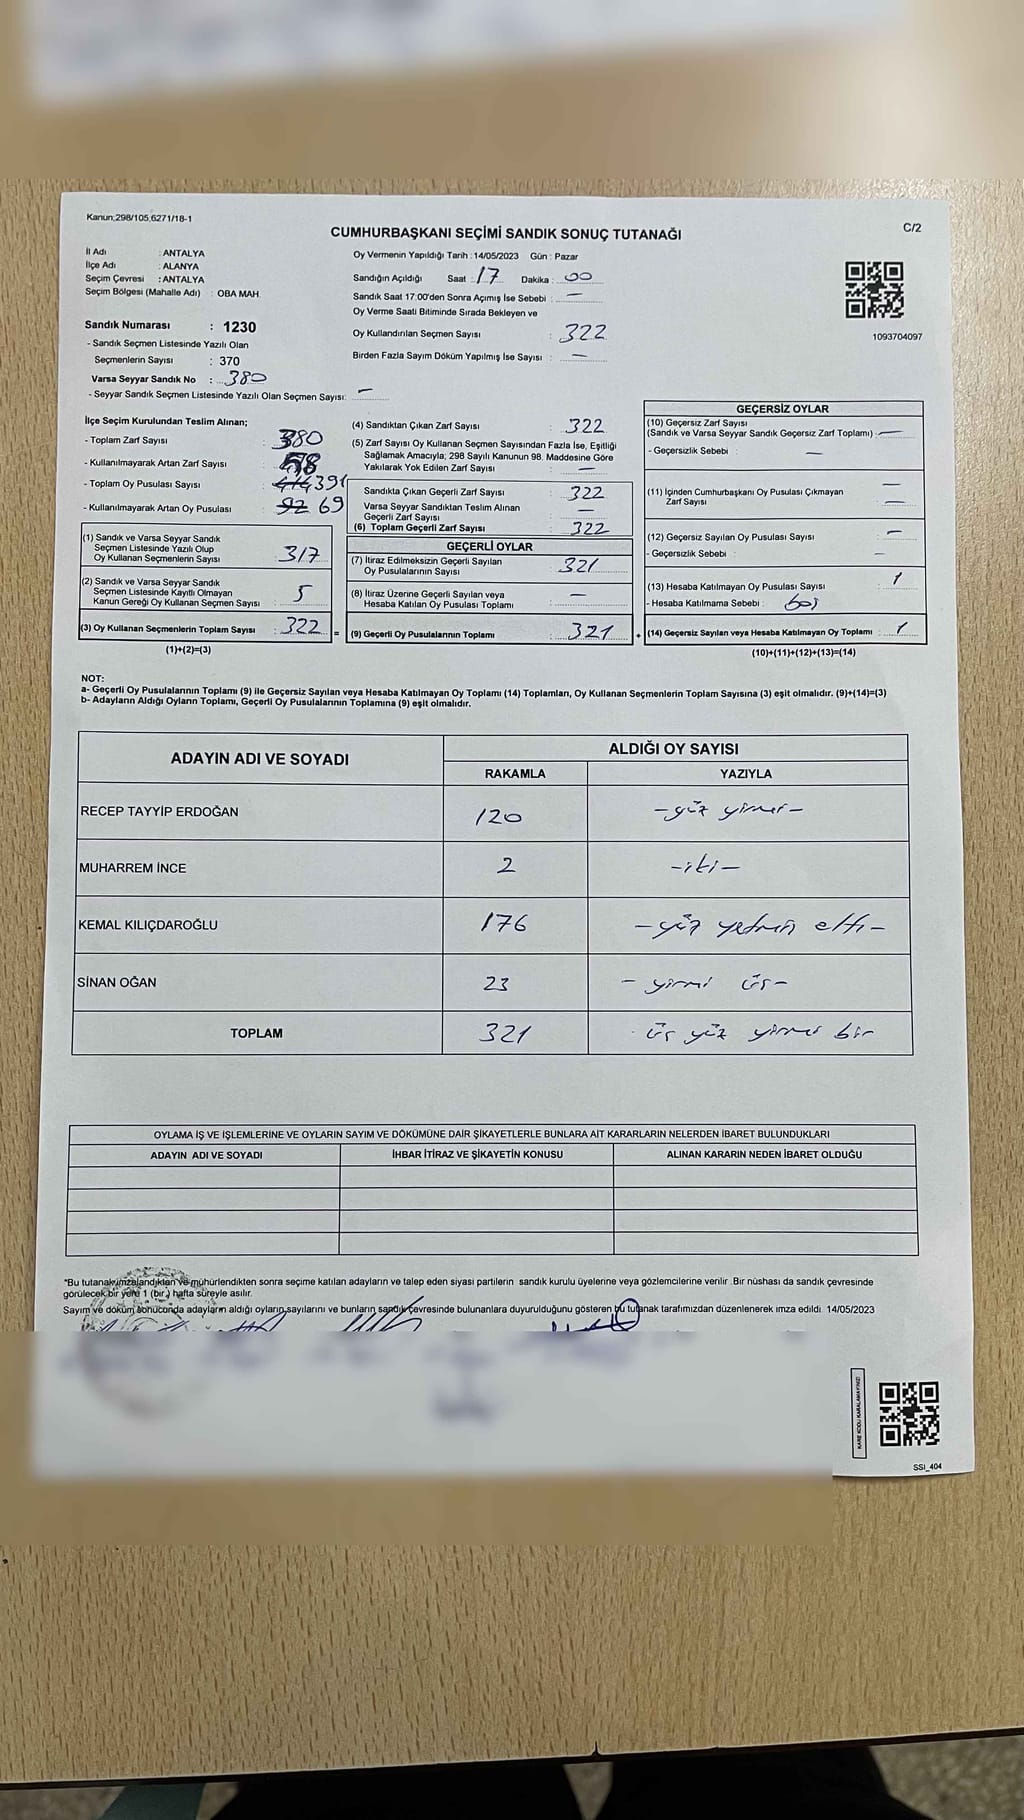 Kanun;298/105,6271/18-1
C/2
CUMHURBAŞKANI SEÇİMİ SANDIK SONUÇ TUTANAĞI
İl Adı : ANTALYA
İlçe Adı : ALANYA
Seçim Çevresi : ANTALYA
Seçim Bölgesi (Mahalle Adı) : OBA MAH.
Sandık Numarası : 1230
- Sandık Seçmen Listesinde Yazılı Olan
Seçmenlerin Sayısı : 370
Varsa Seyyar Sandık No : 380
- Seyyar Sandık Seçmen Listesinde Yazılı Olan Seçmen Sayısı: —
Oy Vermenin Yapıldığı Tarih : 14/05/2023 Gün : Pazar
Sandığın Açıldığı Saat : 17 Dakika : 00
Sandık Saat 17:00'den Sonra Açımış İse Sebebi : —
Oy Verme Saati Bitiminde Sırada Bekleyen ve
Oy Kullandırılan Seçmen Sayısı : 322
Birden Fazla Sayım Döküm Yapılmış İse Sayısı : —
1093704097
İlçe Seçim Kurulundan Teslim Alınan;
- Toplam Zarf Sayısı : 380
- Kullanılmayarak Artan Zarf Sayısı : 58
- Toplam Oy Pusulası Sayısı : 391
- Kullanılmayarak Artan Oy Pusulası : 92 69
(1) Sandık ve Varsa Seyyar Sandık
Seçmen Listesinde Yazılı Olup
Oy Kullanan Seçmenlerin Sayısı : 317
(2) Sandık ve Varsa Seyyar Sandık
Seçmen Listesinde Kayıtlı Olmayan
Kanun Gereği Oy Kullanan Seçmen Sayısı : 5
(3) Oy Kullanan Seçmenlerin Toplam Sayısı : 322 =
(1)+(2)=(3)
(4) Sandıktan Çıkan Zarf Sayısı : 322
(5) Zarf Sayısı Oy Kullanan Seçmen Sayısından Fazla İse, Eşitliği
Sağlamak Amacıyla; 298 Sayılı Kanunun 98. Maddesine Göre
Yakılarak Yok Edilen Zarf Sayısı : —
Sandıkta Çıkan Geçerli Zarf Sayısı : 322
Varsa Seyyar Sandıktan Teslim Alınan
Geçerli Zarf Sayısı : —
(6) Toplam Geçerli Zarf Sayısı : 322
GEÇERLİ OYLAR
(7) İtiraz Edilmeksizin Geçerli Sayılan
Oy Pusulalarının Sayısı : 321
(8) İtiraz Üzerine Geçerli Sayılan veya
Hesaba Katılan Oy Pusulası Toplamı : —
(9) Geçerli Oy Pusulalarının Toplamı : 321 +
GEÇERSİZ OYLAR
(10) Geçersiz Zarf Sayısı
(Sandık ve Varsa Seyyar Sandık Geçersiz Zarf Toplamı) : —
- Geçersizlik Sebebi : —
(11) İçinden Cumhurbaşkanı Oy Pusulası Çıkmayan —
Zarf Sayısı —
(12) Geçersiz Sayılan Oy Pusulası Sayısı : —
- Geçersizlik Sebebi : —
(13) Hesaba Katılmayan Oy Pusulası Sayısı : 1
- Hesaba Katılmama Sebebi : boş
(14) Geçersiz Sayılan veya Hesaba Katılmayan Oy Toplamı : 1
(10)+(11)+(12)+(13)=(14)
NOT:
a- Geçerli Oy Pusulalarının Toplamı (9) ile Geçersiz Sayılan veya Hesaba Katılmayan Oy Toplamı (14) Toplamları, Oy Kullanan Seçmenlerin Toplam Sayısına (3) eşit olmalıdır. (9)+(14)=(3)
b- Adayların Aldığı Oyların Toplamı, Geçerli Oy Pusulalarının Toplamına (9) eşit olmalıdır.
ADAYIN ADI VE SOYADI ALDIĞI OY SAYISI
RAKAMLA YAZIYLA
RECEP TAYYİP ERDOĞAN 120 -yüz yirmi-
MUHARREM İNCE 2 -iki-
KEMAL KILIÇDAROĞLU 176 -yüz yetmiş altı-
SİNAN OĞAN 23 - yirmi üç-
TOPLAM 321 üç yüz yirmi bir
OYLAMA İŞ VE İŞLEMLERİNE VE OYLARIN SAYIM VE DÖKÜMÜNE DAİR ŞİKAYETLERLE BUNLARA AİT KARARLARIN NELERDEN İBARET BULUNDUKLARI
ADAYIN ADI VE SOYADI İHBAR İTİRAZ VE ŞİKAYETİN KONUSU ALINAN KARARIN NEDEN İBARET OLDUĞU
*Bu tutanak imzalandıktan ve mühürlendikten sonra seçime katılan adayların ve talep eden siyasi partilerin sandık kurulu üyelerine veya gözlemcilerine verilir. Bir nüshası da sandık çevresinde
görülecek bir yere 1 (bir) hafta süreyle asılır.
Sayım ve döküm sonucunda adayların aldığı oyların sayılarını ve bunların sandık çevresinde bulunanlara duyurulduğunu gösteren bu tutanak tarafımızdan düzenlenerek imza edildi. 14/05/2023
KARE KODU KARALAMAYINIZ!
SSİ_404